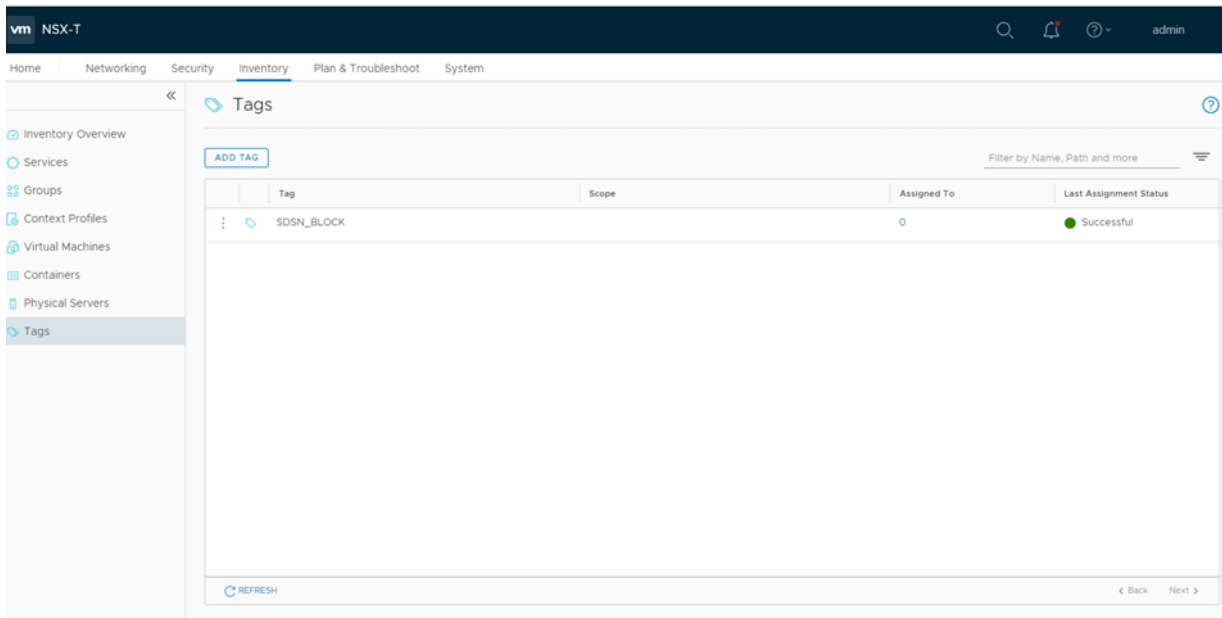 vm NSX-T
admin
Home Networking Security Inventory Plan & Troubleshoot System
Tags
Inventory Overview
Services
Groups
Context Profiles
Virtual Machines
Containers
Physical Servers
Tags
ADD TAG
Filter by Name, Path and more
Tag Scope Assigned To Last Assignment Status
SDSN_BLOCK 0 Successful
REFRESH
Back Next